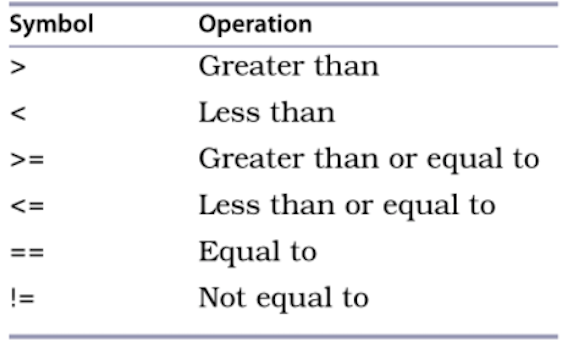 Symbol Operation
> Greater than
< Less than
>= Greater than or equal to
<= Less than or equal to
== Equal to
!= Not equal to